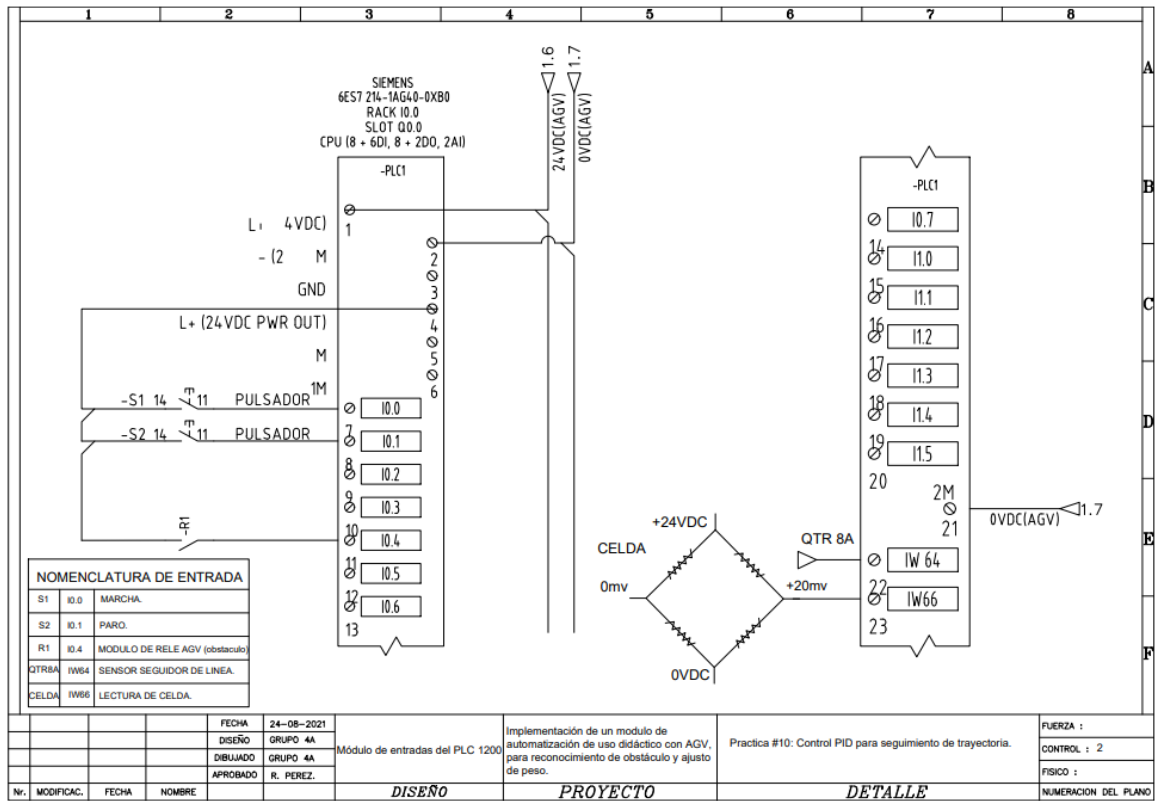 1 2 3 4 5 6 7 8
A
B
C
D
E
F
SIEMENS
6ES7 214-1AG40-0XB0
RACK I0.0
SLOT Q0.0
CPU (8 + 6DI, 8 + 2DO, 2AI)
-PLC1
1.6
1.7
24VDC(AGV)
0VDC(AGV)
L 4VDC)
1
- (2 M
2
GND
3
L+ (24VDC PWR OUT)
4
M
5
1M
6
-S1 14 11 PULSADOR
I0.0
7
-S2 14 11 PULSADOR
I0.1
8
I0.2
9
I0.3
10
-R1
I0.4
11
I0.5
12
I0.6
13
-PLC1
I0.7
14
I1.0
15
I1.1
16
I1.2
17
I1.3
18
I1.4
19
I1.5
20
2M
21
0VDC(AGV) 1.7
QTR 8A
IW 64
22
IW66
23
CELDA
+24VDC
0mv
+20mv
0VDC
NOMENCLATURA DE ENTRADA
S1 I0.0 MARCHA.
S2 I0.1 PARO.
R1 I0.4 MODULO DE RELE AGV (obstaculo)
QTR8A IW64 SENSOR SEGUIDOR DE LINEA.
CELDA IW66 LECTURA DE CELDA.
FECHA 24-08-2021
DISEÑO GRUPO 4A
DIBUJADO GRUPO 4A
APROBADO R. PEREZ.
Nr. MODIFICAC. FECHA NOMBRE
Módulo de entradas del PLC 1200
DISEÑO
Implementación de un modulo de
automatización de uso didáctico con AGV,
para reconocimiento de obstáculo y ajusto
de peso.
PROYECTO
Practica #10: Control PID para seguimiento de trayectoria.
DETALLE
FUERZA :
CONTROL : 2
FISICO :
NUMERACION DEL PLANO